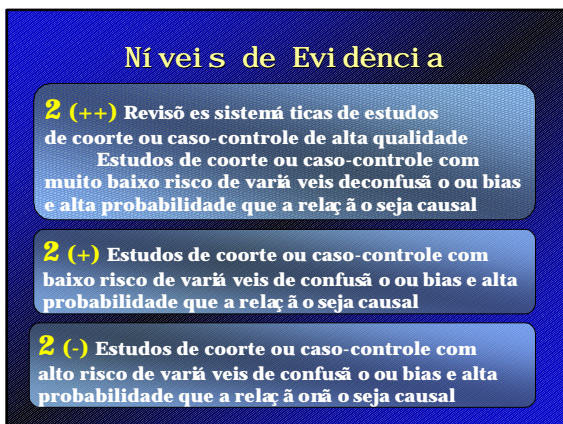 Níveis de Evidência
2 (++) Revisões sistemáticas de estudos
de coorte ou caso-controle de alta qualidade
Estudos de coorte ou caso-controle com
muito baixo risco de variáveis deconfusão ou bias
e alta probabilidade que a relação seja causal
2 (+) Estudos de coorte ou caso-controle com
baixo risco de variáveis de confusão ou bias e alta
probabilidade que a relação seja causal
2 (-) Estudos de coorte ou caso-controle com
alto risco de variáveis de confusão ou bias e alta
probabilidade que a relação não seja causal